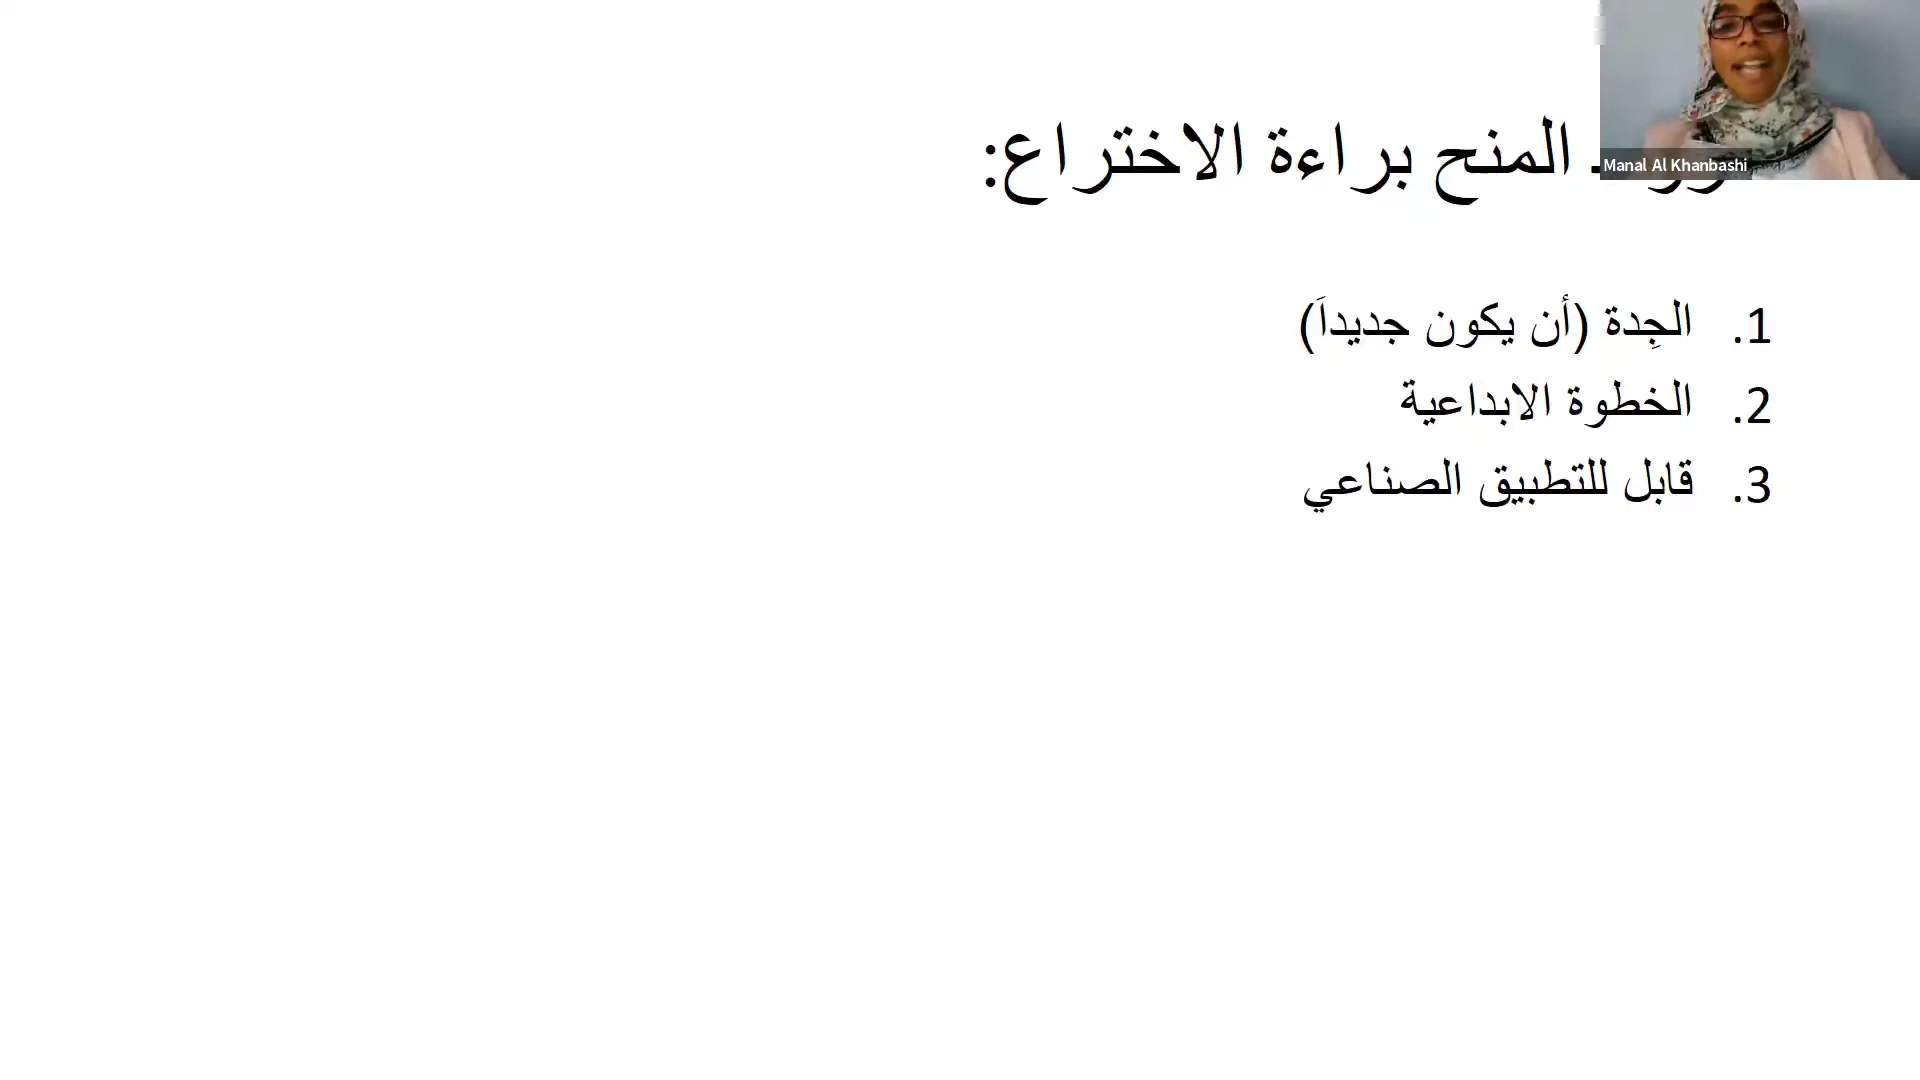 المنح براءة الاختراع:
Manal Al Khanbashi
1. الجِدة (أن يكون جديداَ)
2. الخطوة الابداعية
3. قابل للتطبيق الصناعي